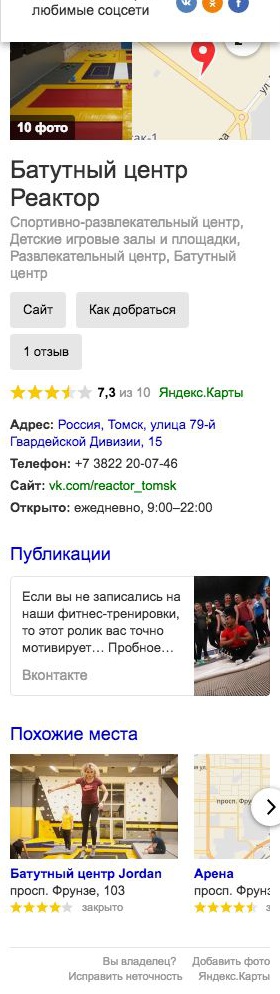 любимые соцсети
10 фото
Батутный центр
Реактор
Спортивно-развлекательный центр,
Детские игровые залы и площадки,
Развлекательный центр, Батутный
центр
Сайт
Как добраться
1 отзыв
7,3 из 10 Яндекс.Карты
Адрес: Россия, Томск, улица 79-й
Гвардейской Дивизии, 15
Телефон: +7 3822 20-07-46
Сайт: vk.com/reactor_tomsk
Открыто: ежедневно, 9:00–22:00
Публикации
Если вы не записались на
наши фитнес-тренировки,
то этот ролик вас точно
мотивирует... Пробное...
Вконтакте
Похожие места
Батутный центр Jordan
просп. Фрунзе, 103
закрыто
Арена
просп. Фрунз
Вы владелец? Добавить фото
Исправить неточность Яндекс.Карты